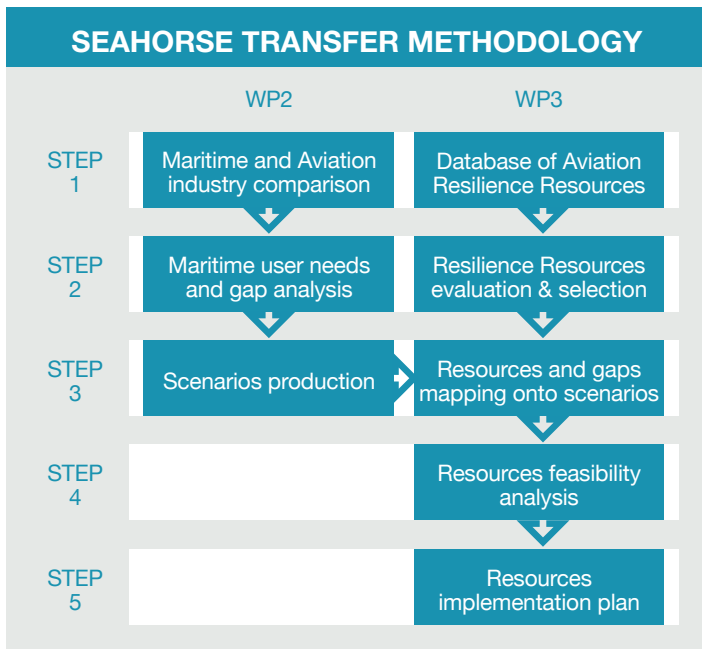 SEAHORSE TRANSFER METHODOLOGY
WP2
WP3
STEP
1
Maritime and Aviation
industry comparison
Database of Aviation
Resilience Resources
STEP
2
Maritime user needs
and gap analysis
Resilience Resources
evaluation & selection
STEP
3
Scenarios production
Resources and gaps
mapping onto scenarios
STEP
4
Resources feasibility
analysis
STEP
5
Resources
implementation plan